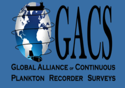 GACS
GLOBAL ALLIANCE OF CONTINUOUS
PLANKTON RECORDER SURVEYS